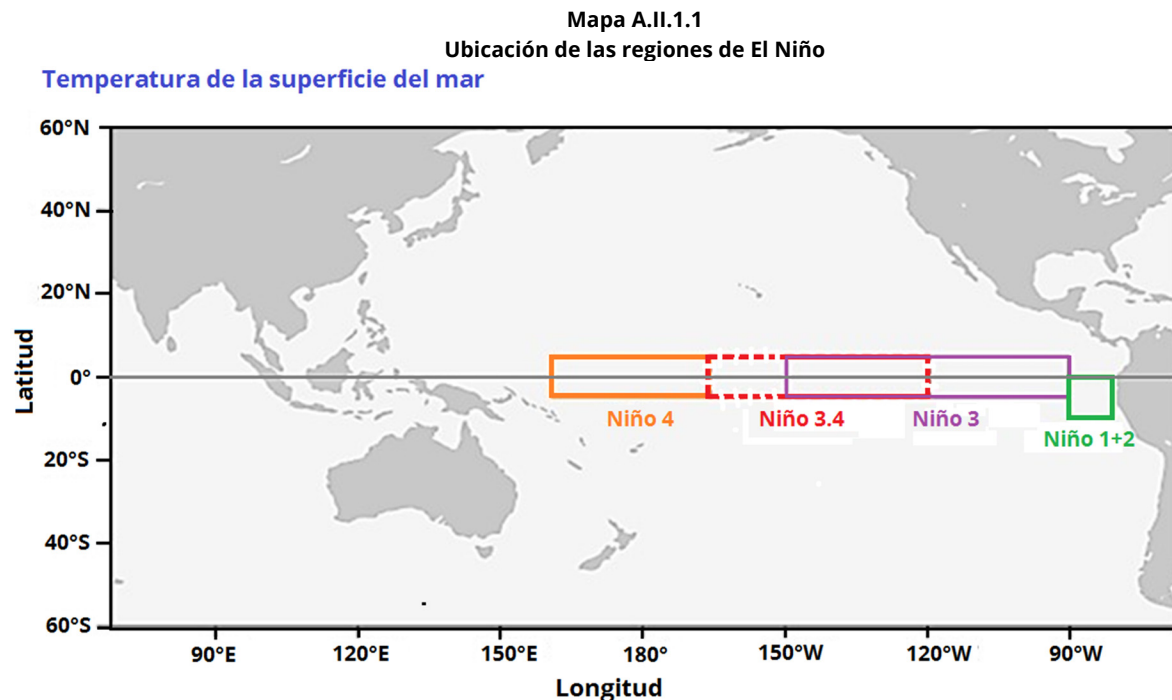 Mapa A.II.1.1
Ubicación de las regiones de El Niño
Temperatura de la superficie del mar
60°N
40°N
20°N
0°
20°S
40°S
60°S
Latitud
Niño 4
Niño 3.4
Niño 3
Niño 1+2
90°E
120°E
150°E
180°
150°W
120°W
90°W
Longitud